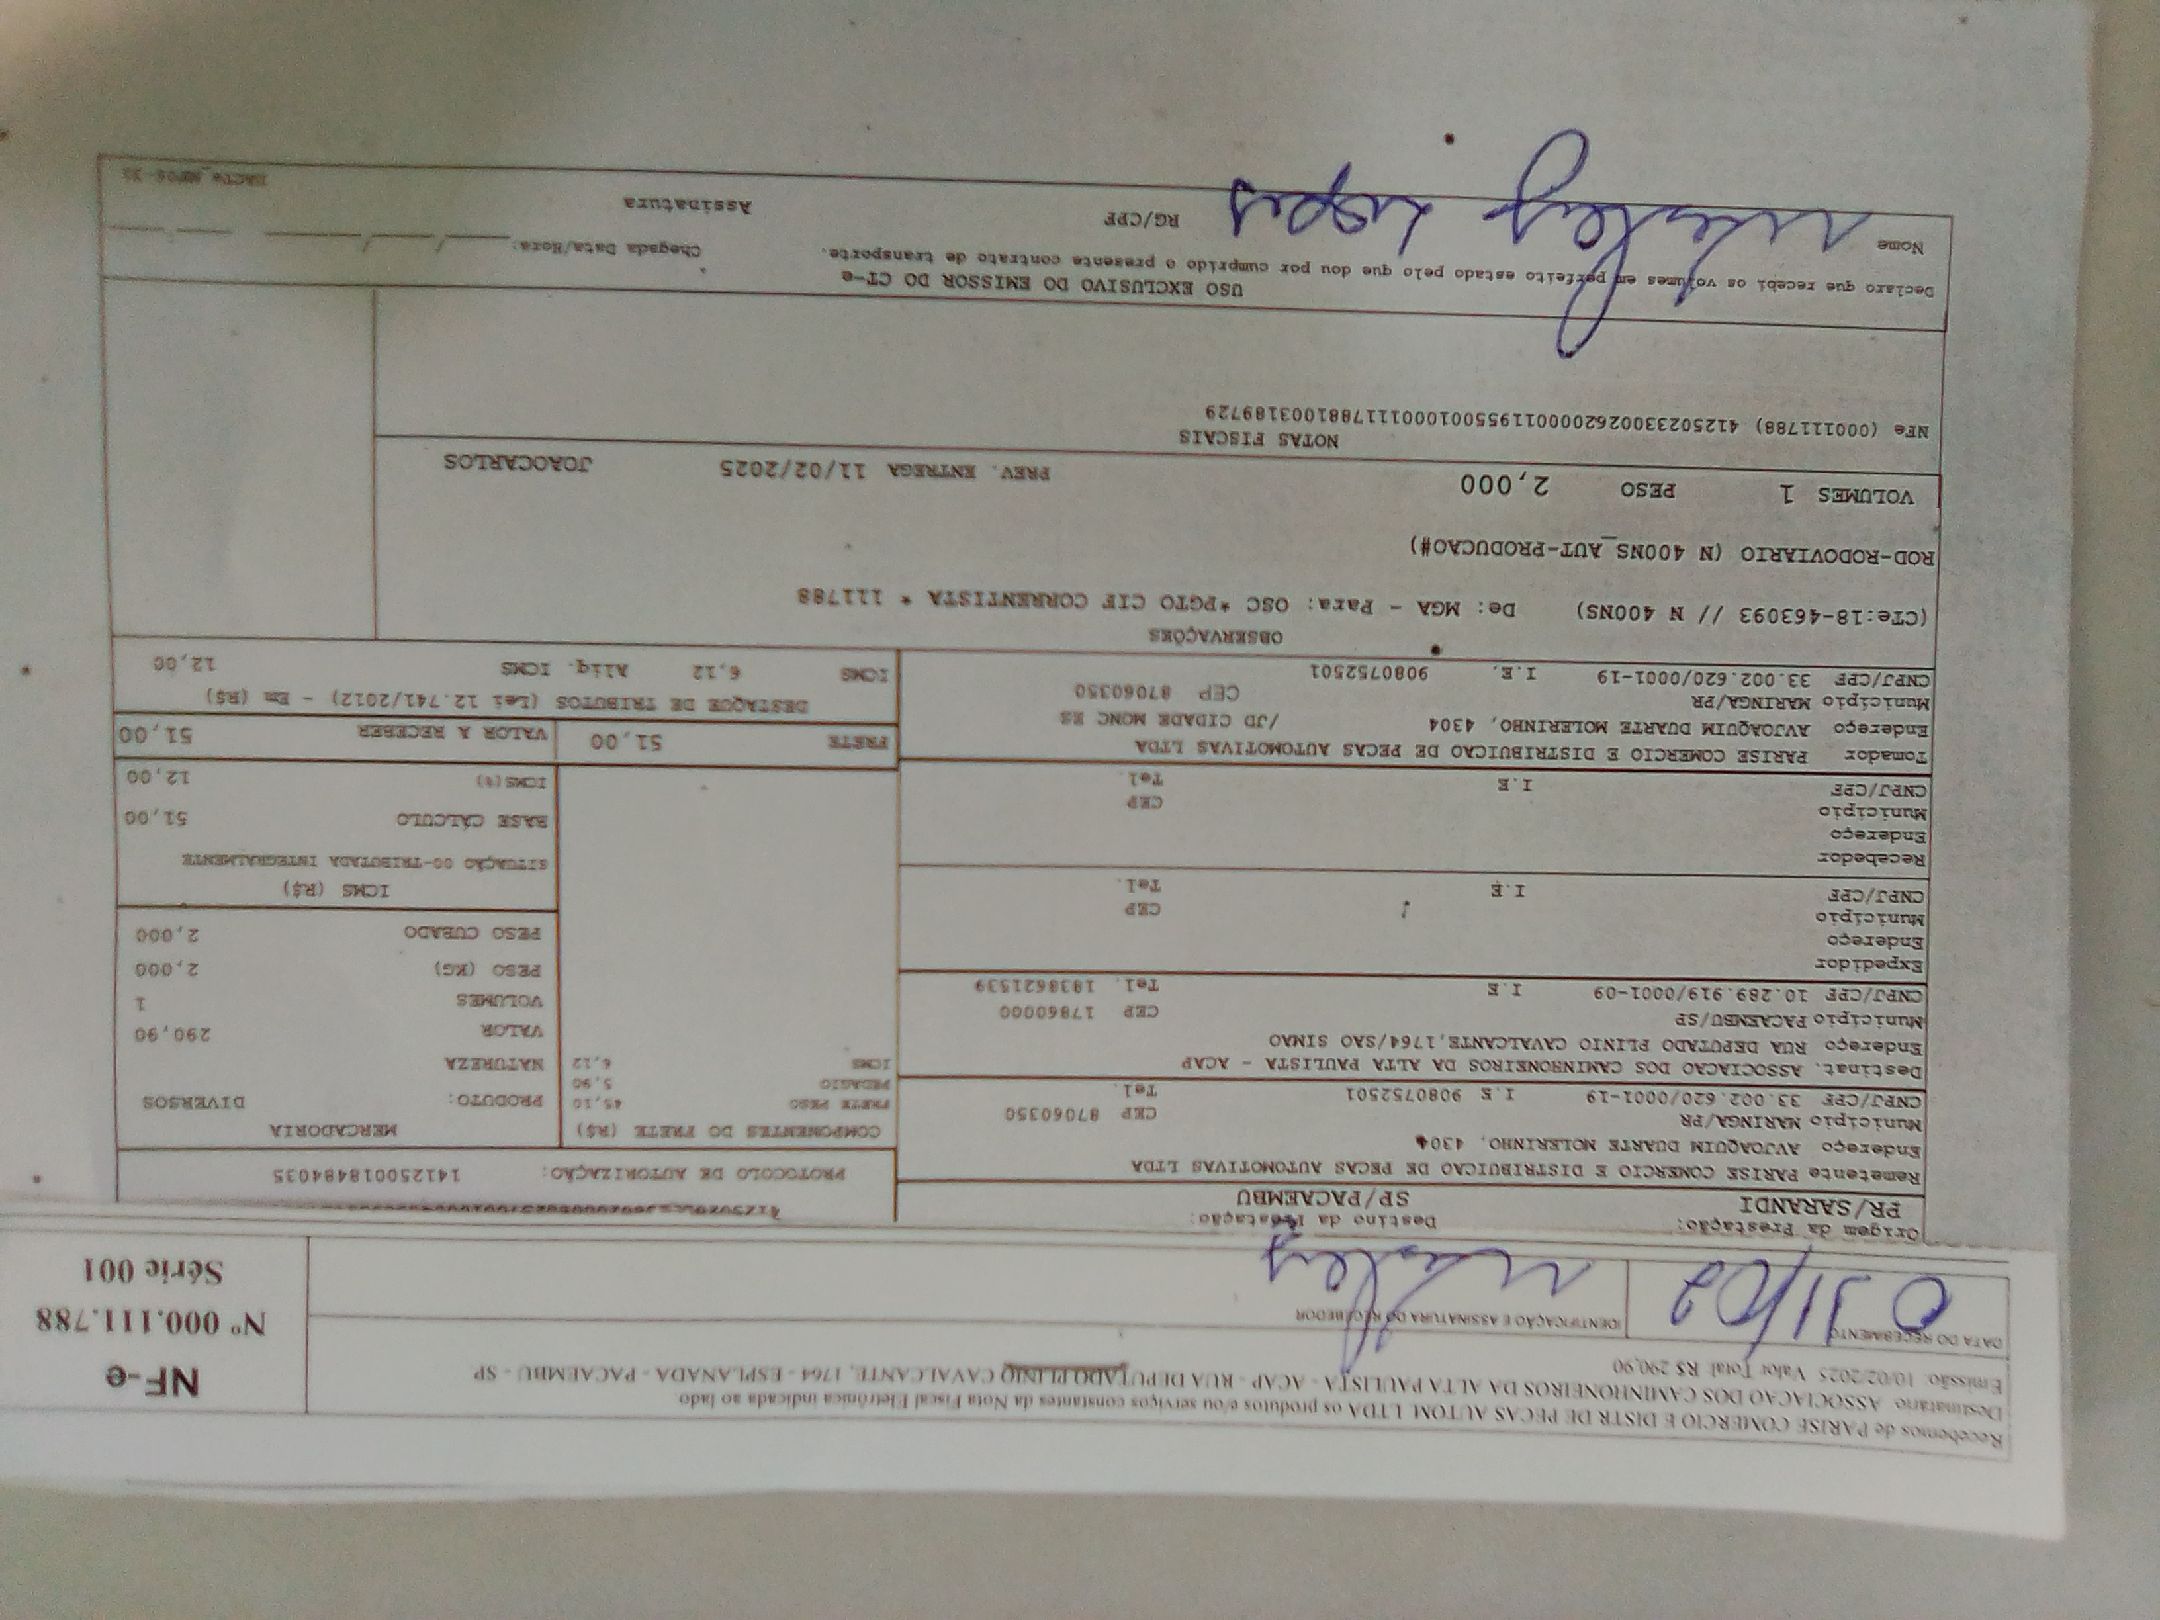 Recebemos de PARISE COMERCIO E DISTR DE PECAS AUTOM LTDA os produtos e/ou serviços constantes da Nota Fiscal Eletrônica indicada ao lado
Destinatário: ASSOCIACAO DOS CAMINHONEIROS DA ALTA PAULISTA - ACAP - RUA DEPUTADO PLINIO CAVALCANTE, 1764 - ESPLANADA - PACAEMBU - SP
Emissão: 10/02/2025 Valor Total R$ 290,90
NF-e
Nº 000.111.788
Série 001
DATA DO RECEBIMENTO
IDENTIFICAÇÃO E ASSINATURA DO RECEBEDOR
Wesley
Origem da Prestação:
PR/SARANDI
Destino da Prestação:
SP/PACAEMBU
PROTOCOLO DE AUTORIZAÇÃO: 141250018484035
Remetente PARISE COMERCIO E DISTRIBUICAO DE PECAS AUTOMOTIVAS LTDA
Endereço AVJOAQUIM DUARTE MOLERINHO, 4304
Município MARINGA/PR CEP 87060350
CNPJ/CPF 33.002.620/0001-19 I.E 9080752501 Tel.
Destinat. ASSOCIACAO DOS CAMINHONEIROS DA ALTA PAULISTA - ACAP
Endereço RUA DEPUTADO PLINIO CAVALCANTE,1764/SAO SIMAO
Município PACAEMBU/SP CEP 17860000
CNPJ/CPF 10.289.919/0001-09 I.E Tel. 1838621539
Expedidor
Endereço
Município CEP
CNPJ/CPF I.E Tel.
Recebedor
Endereço
Município CEP
CNPJ/CPF I.E Tel.
Tomador PARISE COMERCIO E DISTRIBUICAO DE PECAS AUTOMOTIVAS LTDA
Endereço AVJOAQUIM DUARTE MOLERINHO, 4304 /JD CIDADE MONC ES
Município MARINGA/PR CEP 87060350
CNPJ/CPF 33.002.620/0001-19 I.E. 9080752501
COMPONENTES DO FRETE (R$)
FRETE PESO 45,10
PEDAGIO 5,90
ICMS 6,12
MERCADORIA
PRODUTO: DIVERSOS
NATUREZA
VALOR 290,90
VOLUMES 1
PESO (KG) 2,000
PESO CUBADO 2,000
ICMS (R$)
SITUAÇÃO 00-TRIBUTADA INTEGRALMENTE
BASE CÁLCULO 51,00
ICMS(%) 12,00
FRETE 51,00 VALOR A RECEBER 51,00
DESTAQUE DE TRIBUTOS (Lei 12.741/2012) - Em (R$)
ICMS 6,12 Aliq. ICMS 12,00
OBSERVAÇÕES
(CTe:18-463093 // N 400NS) De: MGA - Para: OSC *PGTO CIF CORRENTISTA * 111788
ROD-RODOVIARIO (N 400NS_AUT-PRODUCAO#)
VOLUMES 1 PESO 2,000 PREV. ENTREGA 11/02/2025 JOAOCARLOS
NOTAS FISCAIS
NFe (000111788) 41250233002620000119550010001117881003189729
USO EXCLUSIVO DO EMISSOR DO CT-e
Declaro que recebi os volumes em perfeito estado pelo que dou por cumprido o presente contrato de transporte.
Chegada Data/Hora: ____/____/____ ____:____
Nome Wesley Lopes RG/CPF Assinatura